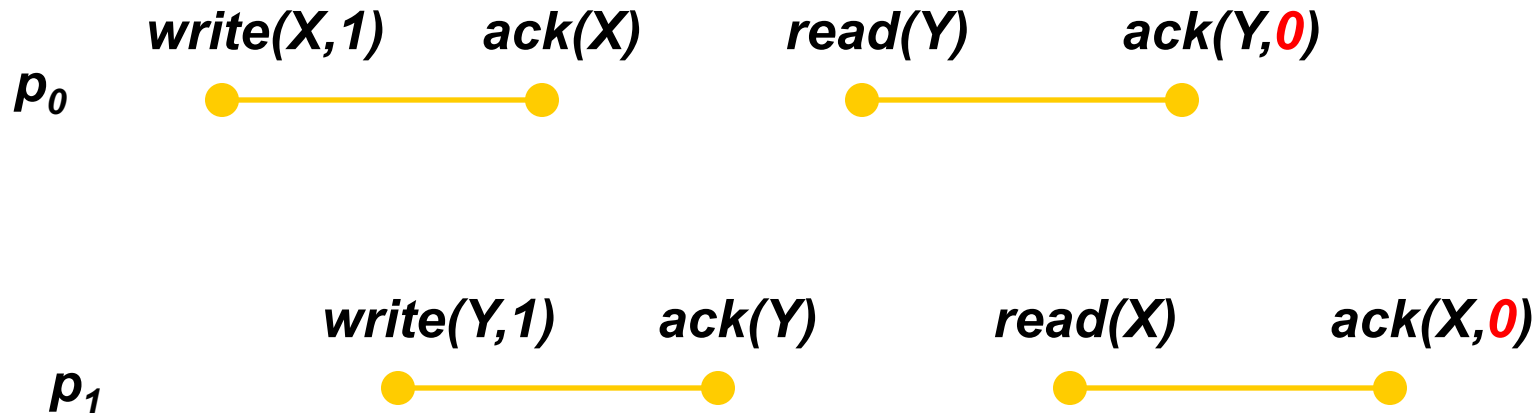 write(X,1) ack(X) read(Y) ack(Y,0)
p0
write(Y,1) ack(Y) read(X) ack(X,0)
p1